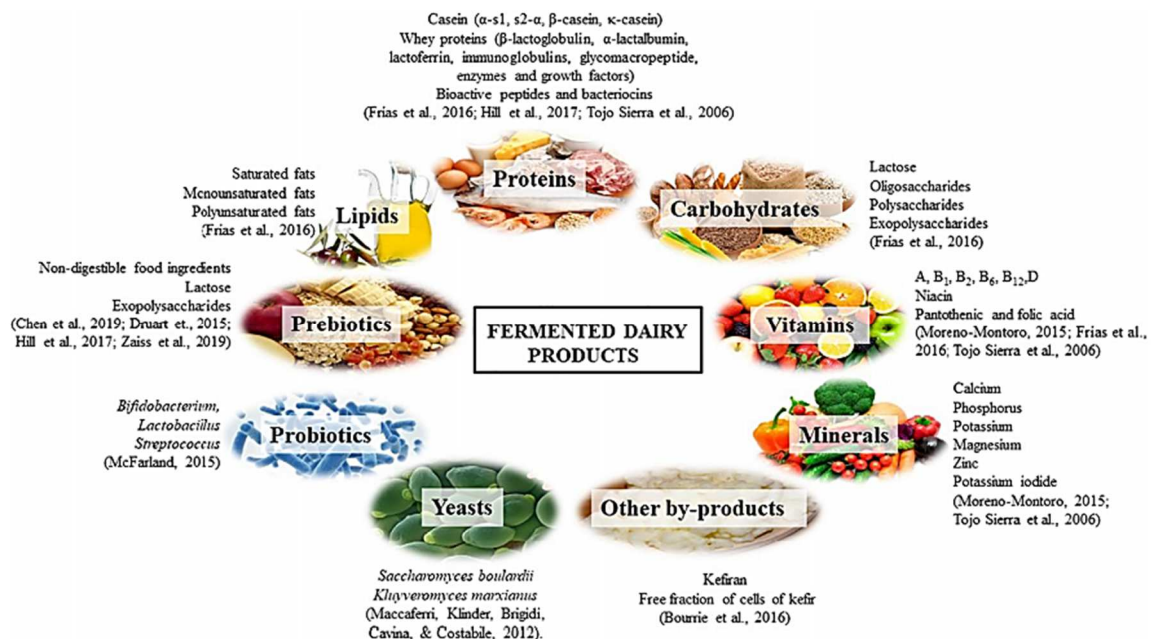 Casein (α-s1, s2-α, β-casein, κ-casein)
Whey proteins (β-lactoglobulin, α-lactalbumin,
lactoferrin, immunoglobulins, glycomacropeptide,
enzymes and growth factors)
Bioactive peptides and bacteriocins
(Frias et al., 2016; Hill et al., 2017; Tojo Sierra et al., 2006)
Proteins
Carbohydrates
Lactose
Oligosaccharides
Polysaccharides
Exopolysaccharides
(Frias et al., 2016)
Vitamins
A, B₁, B₂, B₆, B₁₂,D
Niacin
Pantothenic and folic acid
(Moreno-Montoro, 2015; Frias et al.,
2016; Tojo Sierra et al., 2006)
Minerals
Calcium
Phosphorus
Potassium
Magnesium
Zinc
Potassium iodide
(Moreno-Montoro, 2015;
Tojo Sierra et al., 2006)
Other by-products
Kefiran
Free fraction of cells of kefir
(Bourrie et al., 2016)
Yeasts
Saccharomyces boulardii
Kluyveromyces marxianus
(Maccaferri, Klinder, Brigidi,
Cavina, & Costabile, 2012).
Probiotics
Bifidobacterium,
Lactobacillus
Streptococcus
(McFarland, 2015)
Prebiotics
Non-digestible food ingredients
Lactose
Exopolysaccharides
(Chen et al., 2019; Druart et., 2015;
Hill et al., 2017; Zaiss et al., 2019)
Lipids
Saturated fats
Mcnounsaturated fats
Polyunsaturated fats
(Frias et al., 2016)
FERMENTED DAIRY
PRODUCTS